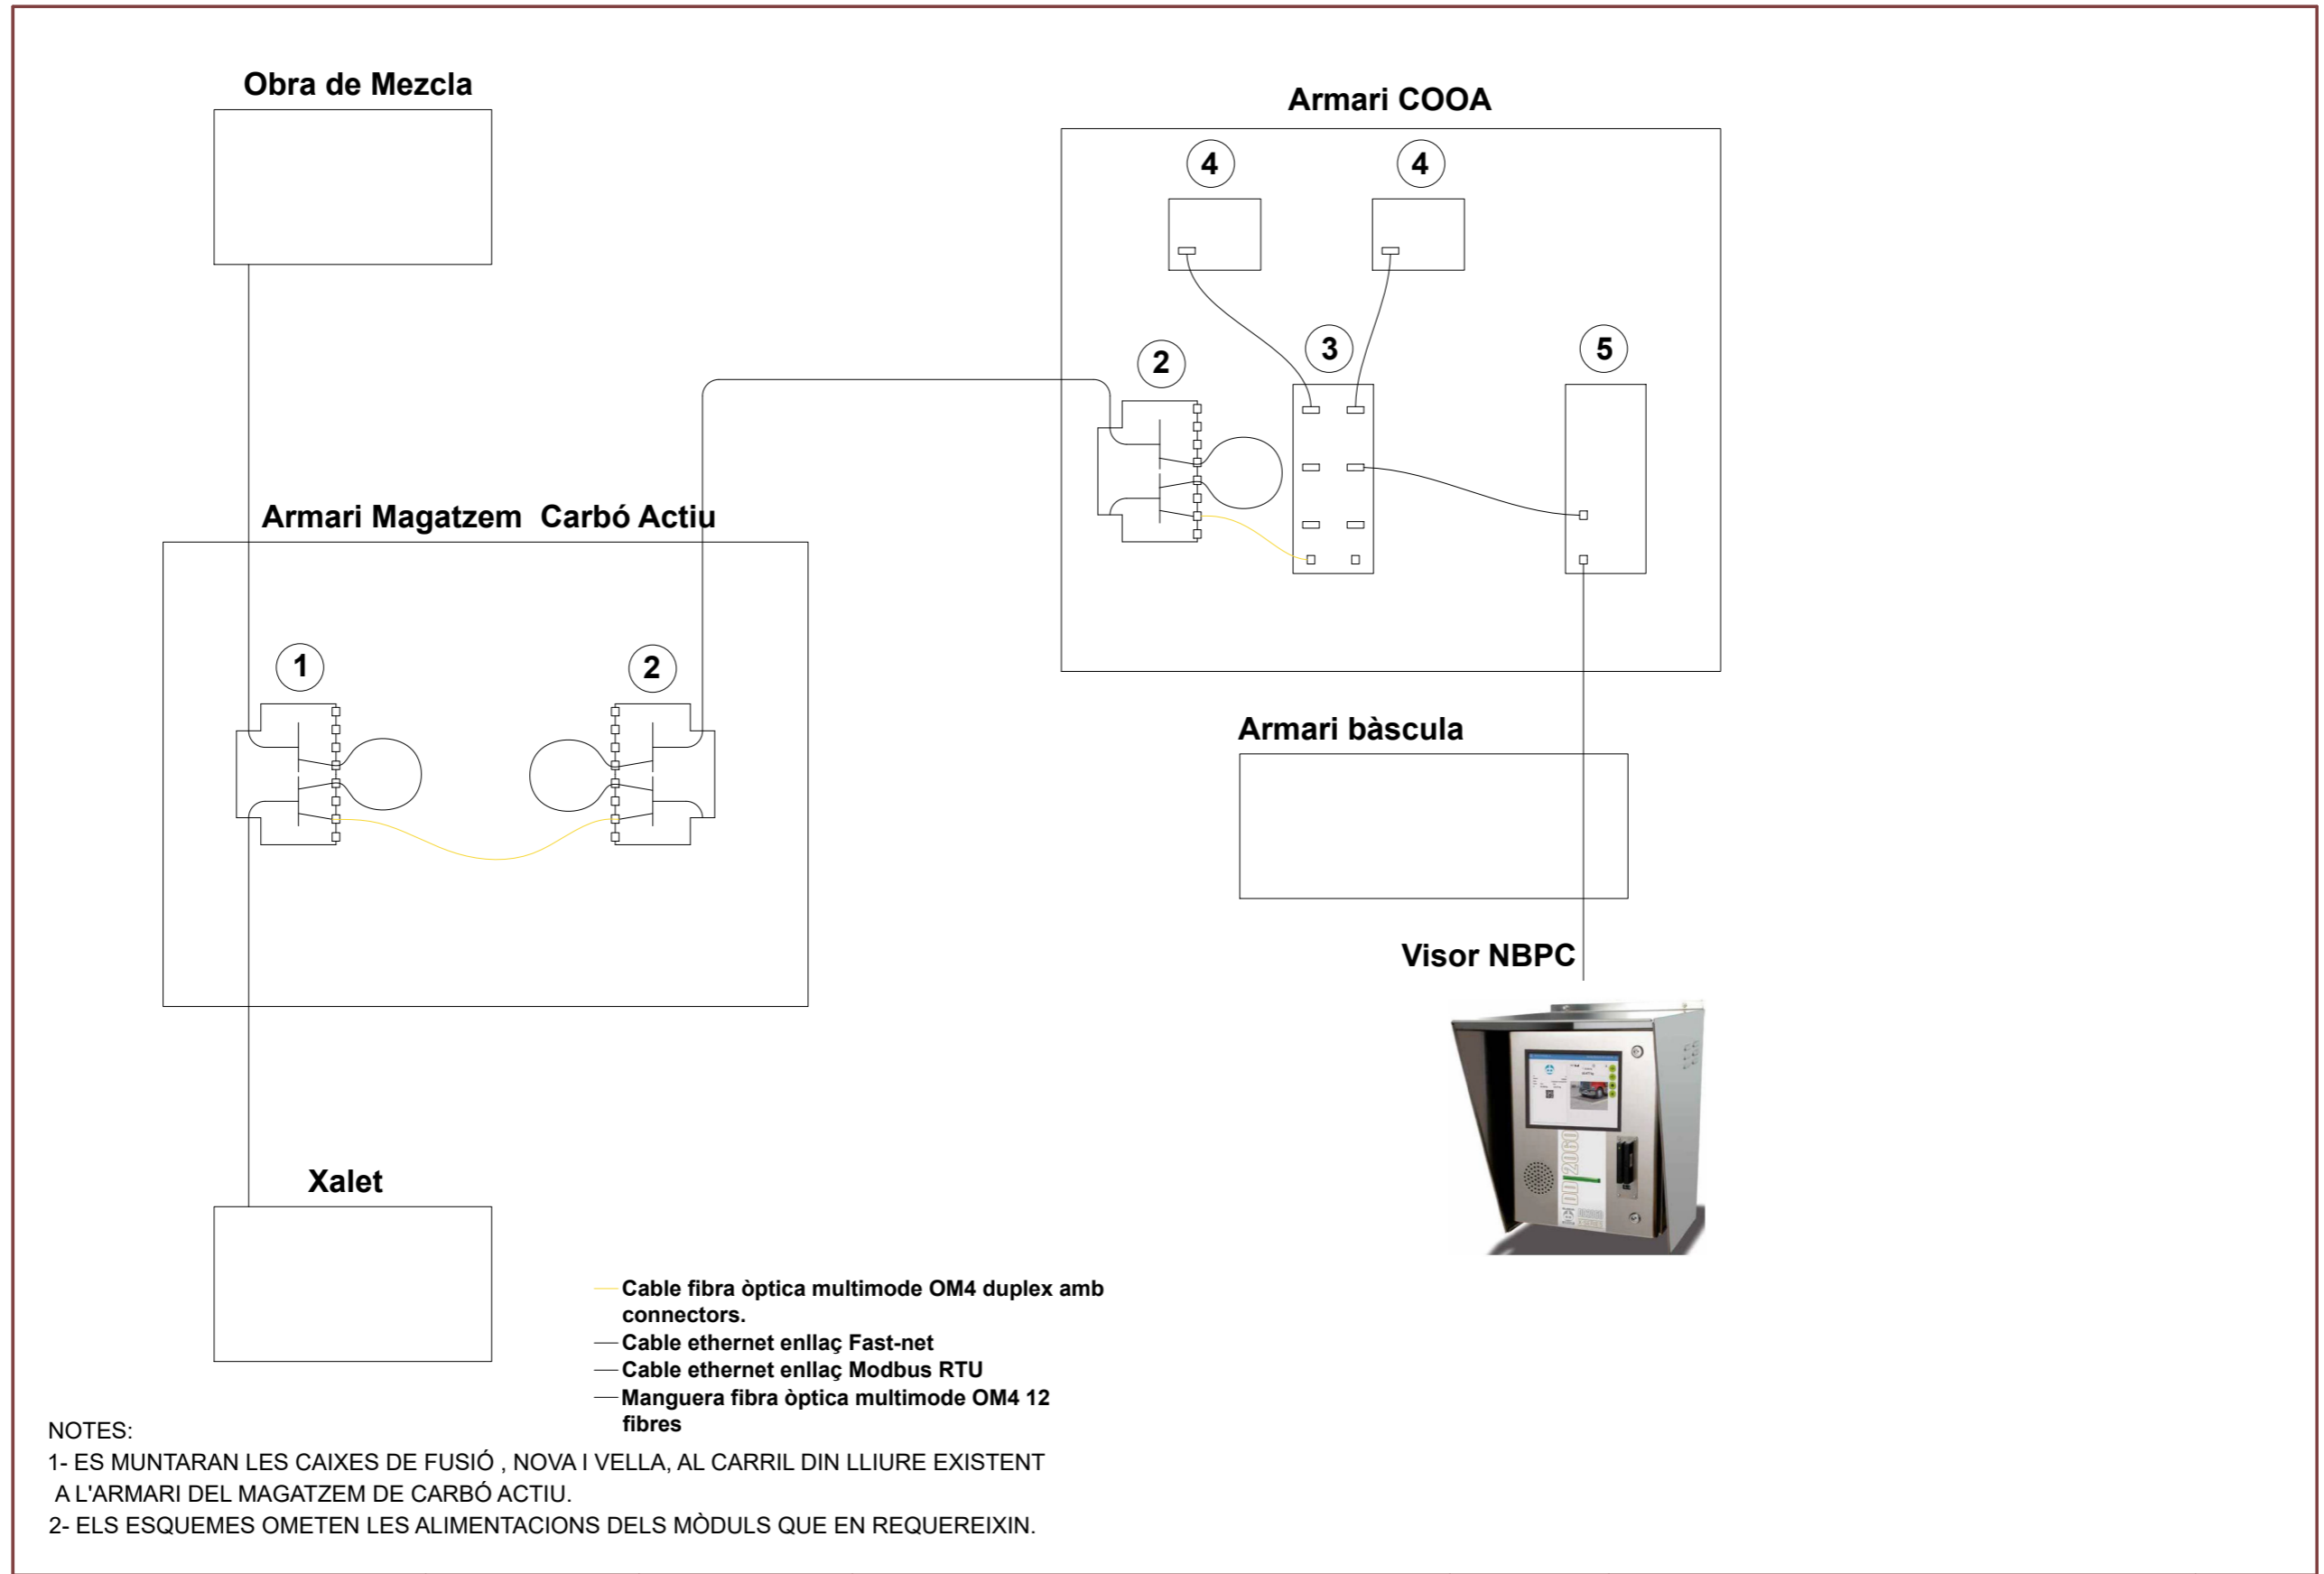 Obra de Mezcla
Armari COOA
4
4
3
5
2
Armari Magatzem  Carbó Actiu
1
2
Armari bàscula
Visor NBPC
DD 2060
Xalet
Cable fibra òptica multimode OM4 duplex amb
connectors.
Cable ethernet enllaç Fast-net
Cable ethernet enllaç Modbus RTU
Manguera fibra òptica multimode OM4 12
fibres
NOTES:
1- ES MUNTARAN LES CAIXES DE FUSIÓ , NOVA I VELLA, AL CARRIL DIN LLIURE EXISTENT
A L'ARMARI DEL MAGATZEM DE CARBÓ ACTIU.
2- ELS ESQUEMES OMETEN LES ALIMENTACIONS DELS MÒDULS QUE EN REQUEREIXIN.